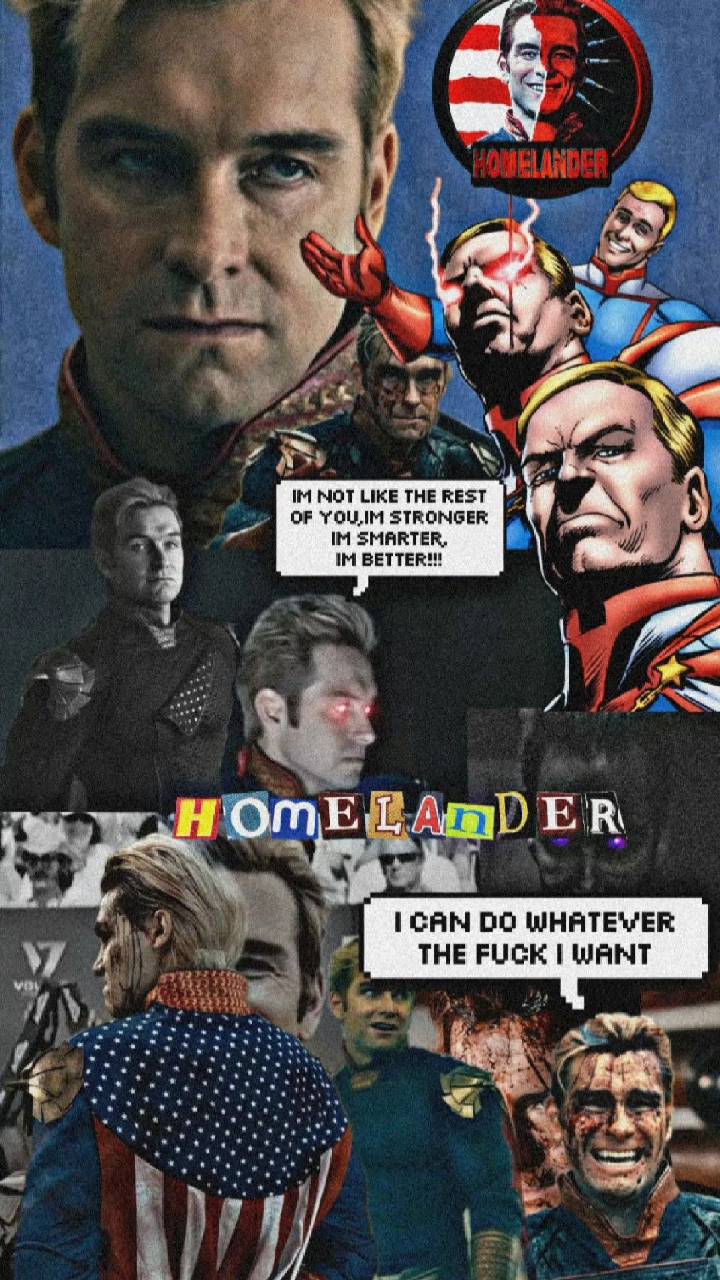 HOMELANDER
IM NOT LIKE THE REST
OF YOU,IM STRONGER
IM SMARTER,
IM BETTER!!!
HOmELAnDER
I CAN DO WHATEVER
THE FUCK I WANT